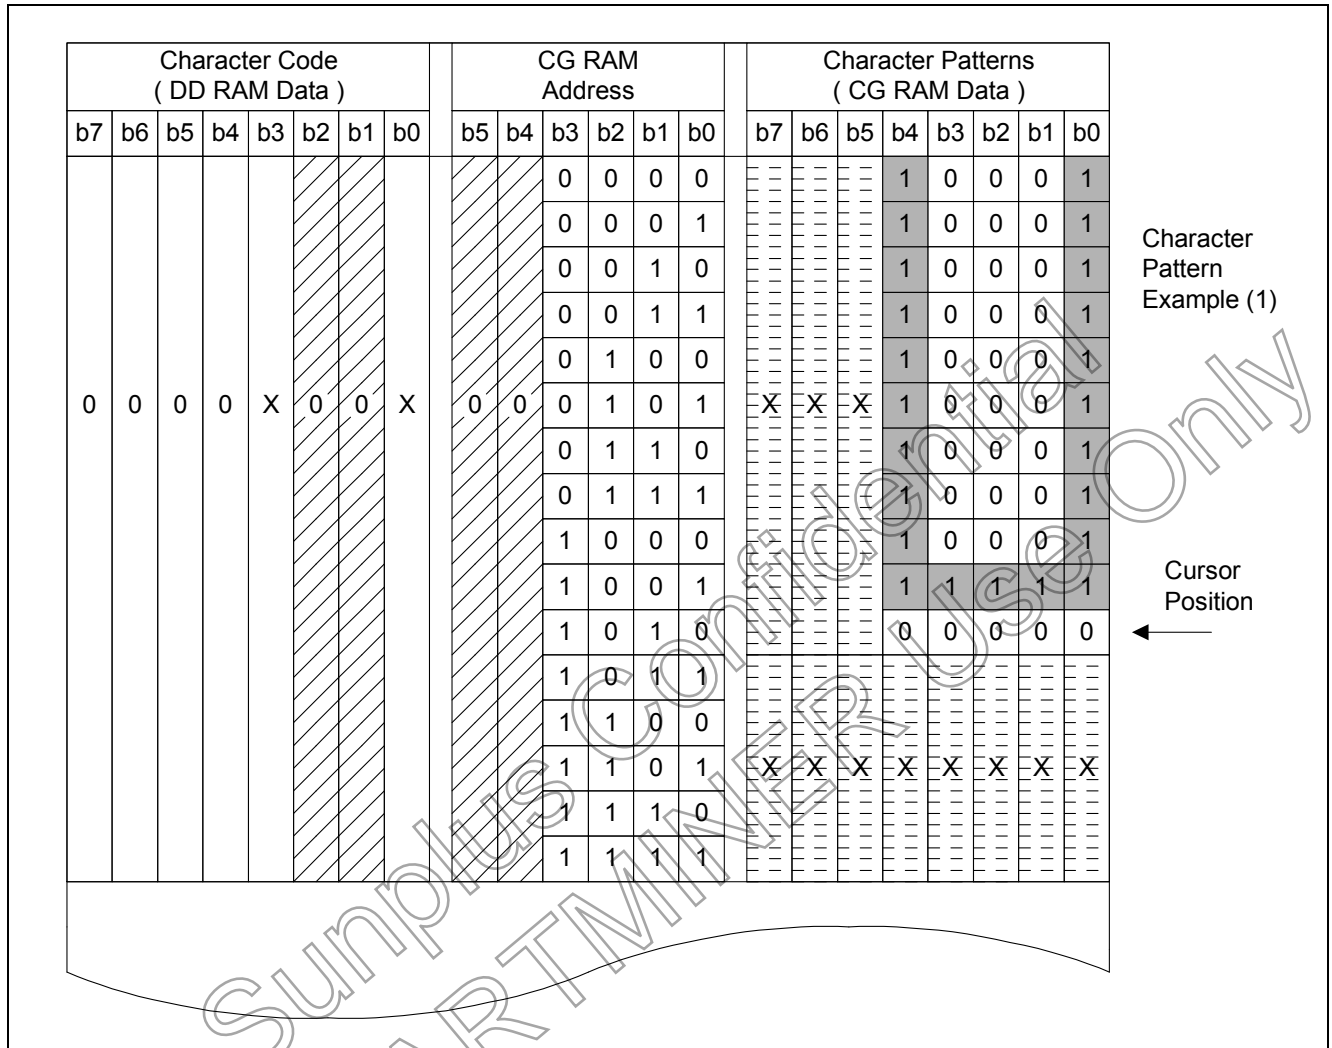 Character Code CG RAM Character Patterns
( DD RAM Data ) Address ( CG RAM Data )
b7 b6 b5 b4 b3 b2 b1 b0 b5 b4 b3 b2 b1 b0 b7 b6 b5 b4 b3 b2 b1 b0
0 0 0 0 1 0 0 0 1
0 0 0 1 1 0 0 0 1
0 0 1 0 1 0 0 0 1
0 0 1 1 1 0 0 0 1
0 1 0 0 1 0 0 0 1
0 0 0 0 X 0 0 X 0 0 0 1 0 1 X X X 1 0 0 0 1
0 1 1 0 1 0 0 0 1
0 1 1 1 1 0 0 0 1
1 0 0 0 1 0 0 0 1
1 0 0 1 1 1 1 1 1
1 0 1 0 0 0 0 0 0
1 0 1 1
1 1 0 0
1 1 0 1 X X X X X X X X
1 1 1 0
1 1 1 1
Character
Pattern
Example (1)
Cursor
Position
Sunplus Confidential
ARTMINER Use Only